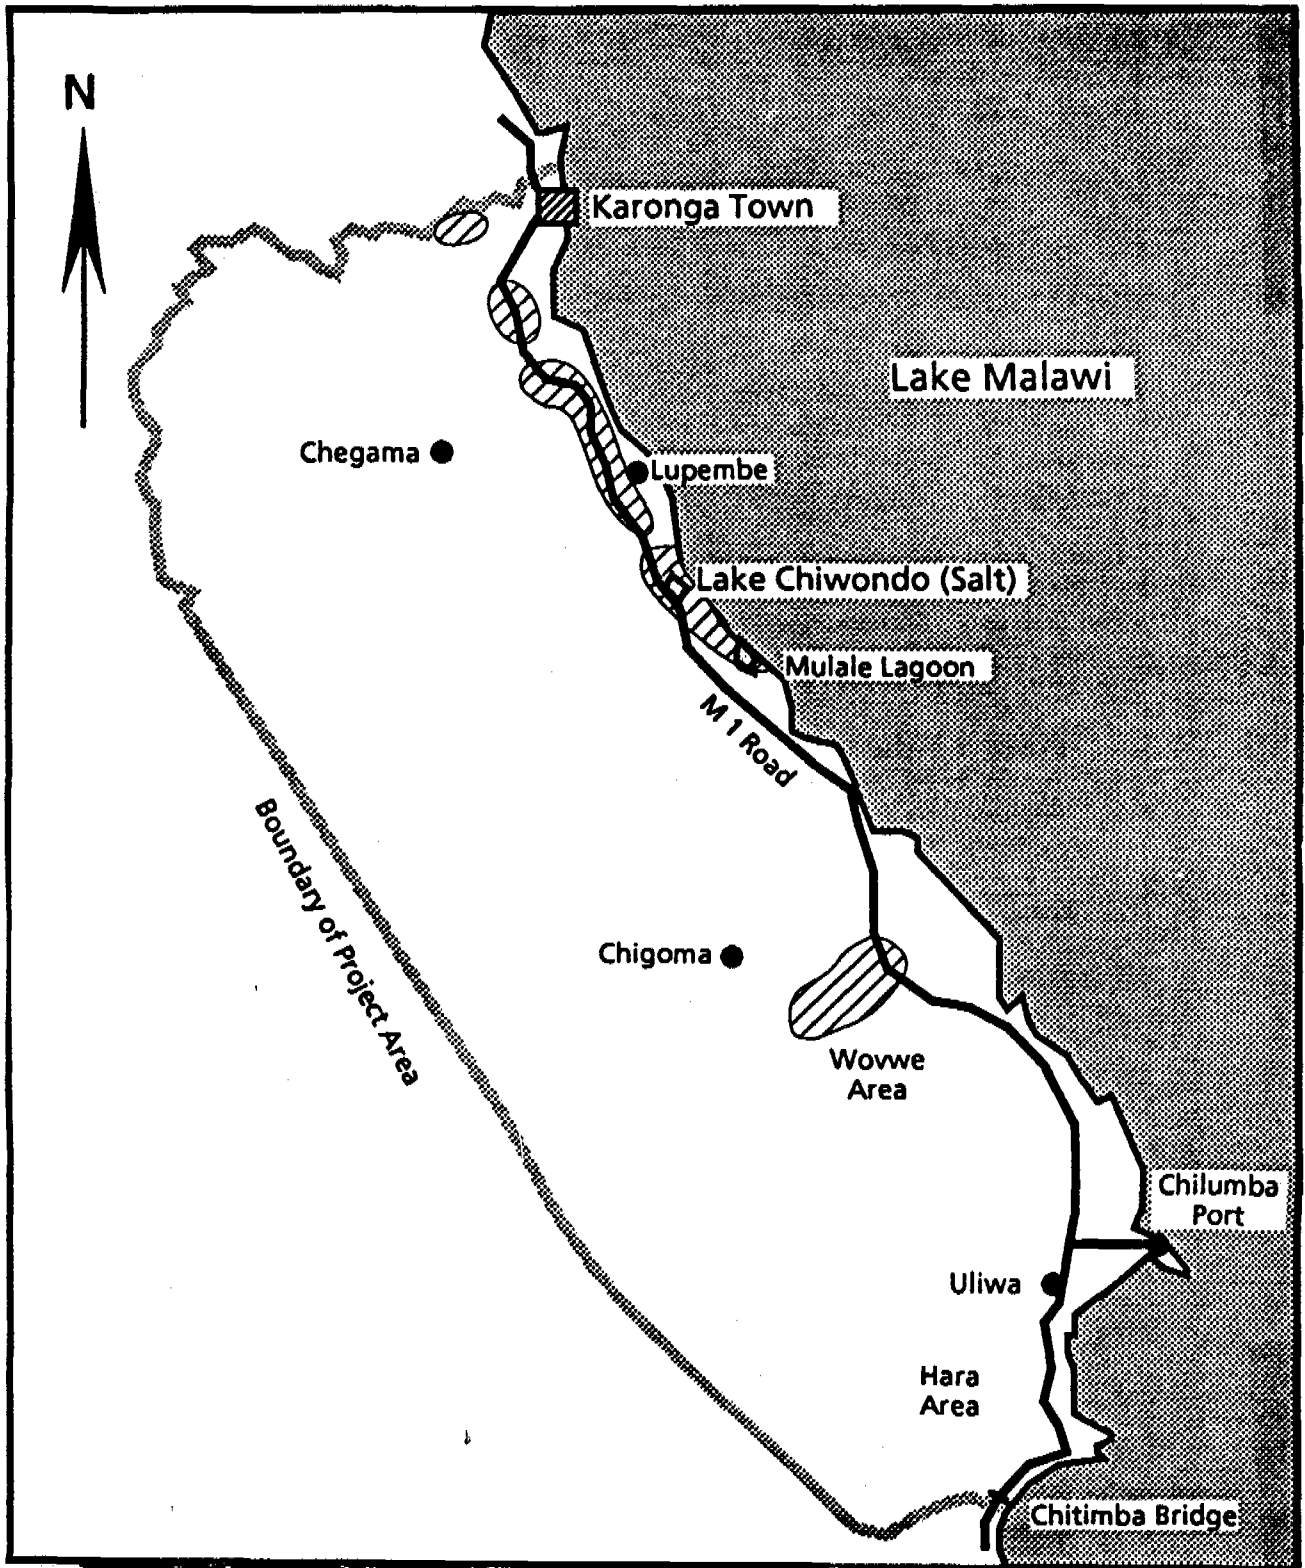 N
Karonga Town
Lake Malawi
Chegama
Lupembe
Lake Chiwondo (Salt)
Mulale Lagoon
M 1 Road
Boundary of Project Area
Chigoma
Wovwe
Area
Chilumba
Port
Uliwa
Hara
Area
Chitimba Bridge